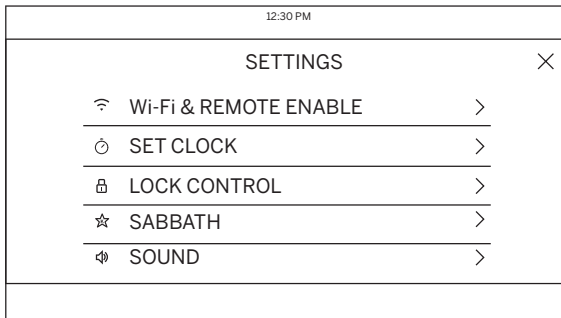 12:30 PM
SETTINGS
Wi-Fi & REMOTE ENABLE
SET CLOCK
LOCK CONTROL
SABBATH
SOUND